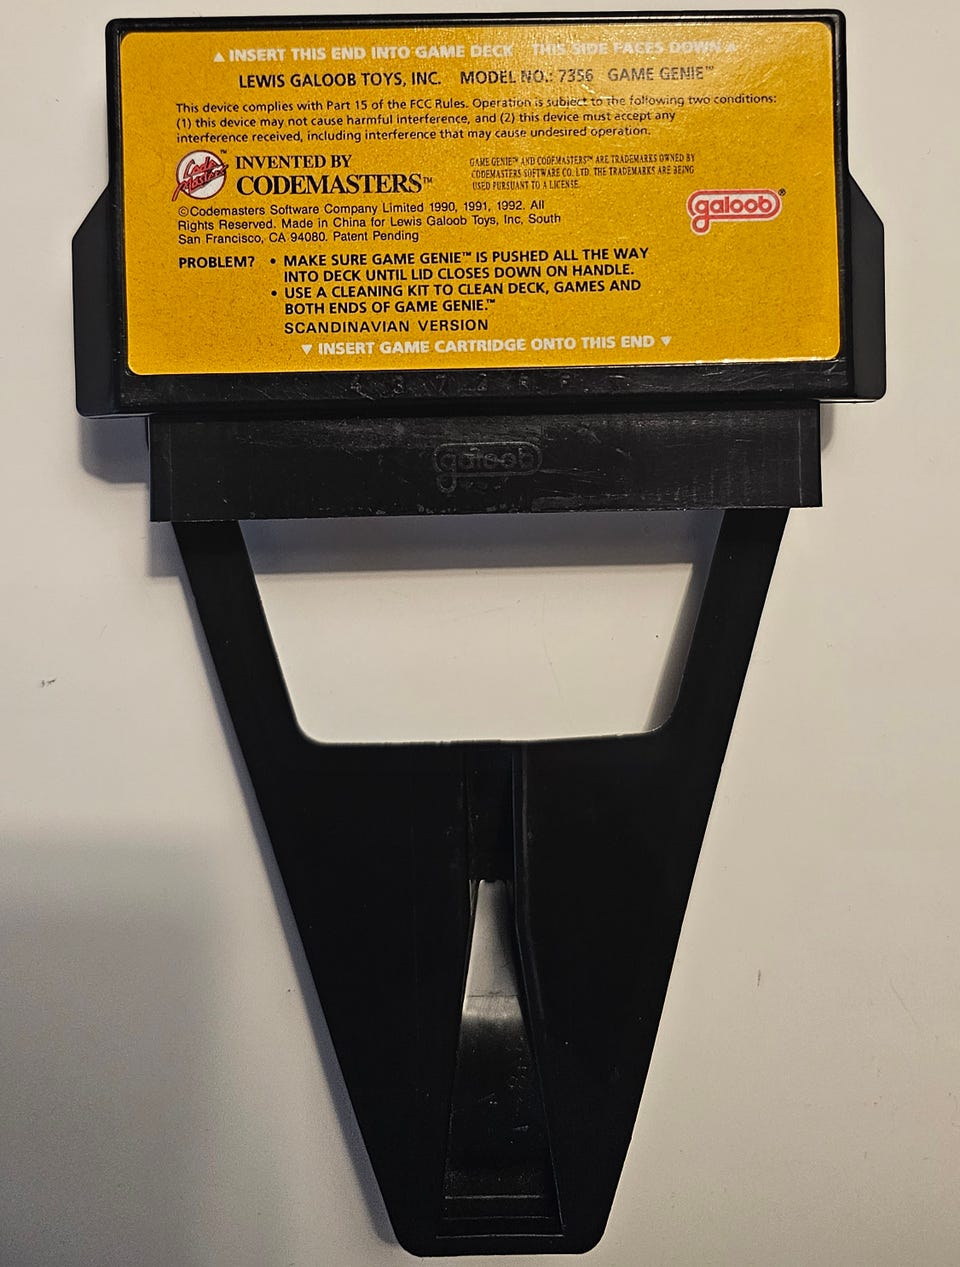 ▲ INSERT THIS END INTO GAME DECK THIS SIDE FACES DOWN ▲
LEWIS GALOOB TOYS, INC. MODEL NO.: 7356 GAME GENIE™
This device complies with Part 15 of the FCC Rules. Operation is subject to the following two conditions:
(1) this device may not cause harmful interference, and (2) this device must accept any
interference received, including interference that may cause undesired operation.
Code Masters™
INVENTED BY
CODEMASTERS™
GAME GENIE™ AND CODEMASTERS™ ARE TRADEMARKS OWNED BY
CODEMASTERS SOFTWARE CO. LTD. THE TRADEMARKS ARE BEING
USED PURSUANT TO A LICENSE.
©Codemasters Software Company Limited 1990, 1991, 1992. All
Rights Reserved. Made in China for Lewis Galoob Toys, Inc, South
San Francisco, CA 94080. Patent Pending
galoob®
PROBLEM? • MAKE SURE GAME GENIE™ IS PUSHED ALL THE WAY
INTO DECK UNTIL LID CLOSES DOWN ON HANDLE.
• USE A CLEANING KIT TO CLEAN DECK, GAMES AND
BOTH ENDS OF GAME GENIE.™
SCANDINAVIAN VERSION
▼ INSERT GAME CARTRIDGE ONTO THIS END ▼
galoob